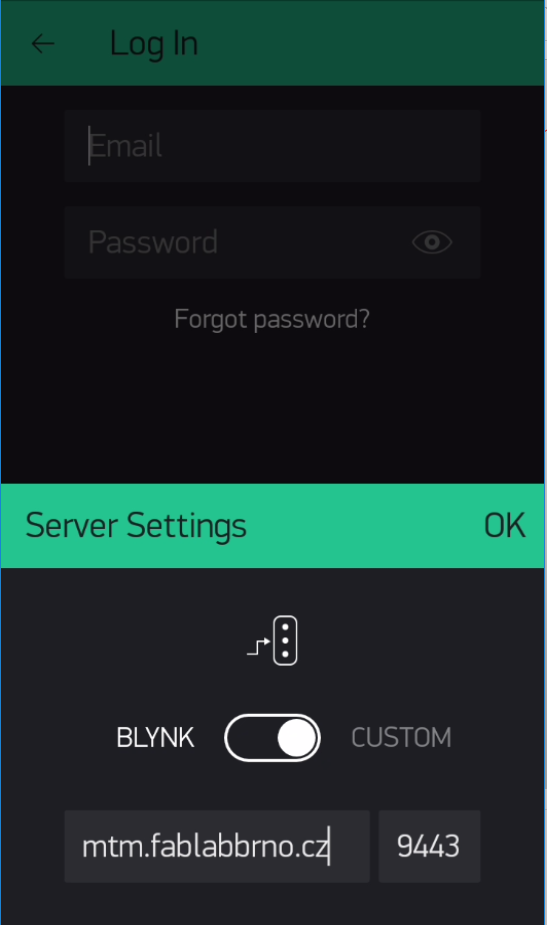 Log In
Email
Password
Forgot password?
Server Settings OK
BLYNK CUSTOM
mtm.fablabbrno.cz 9443